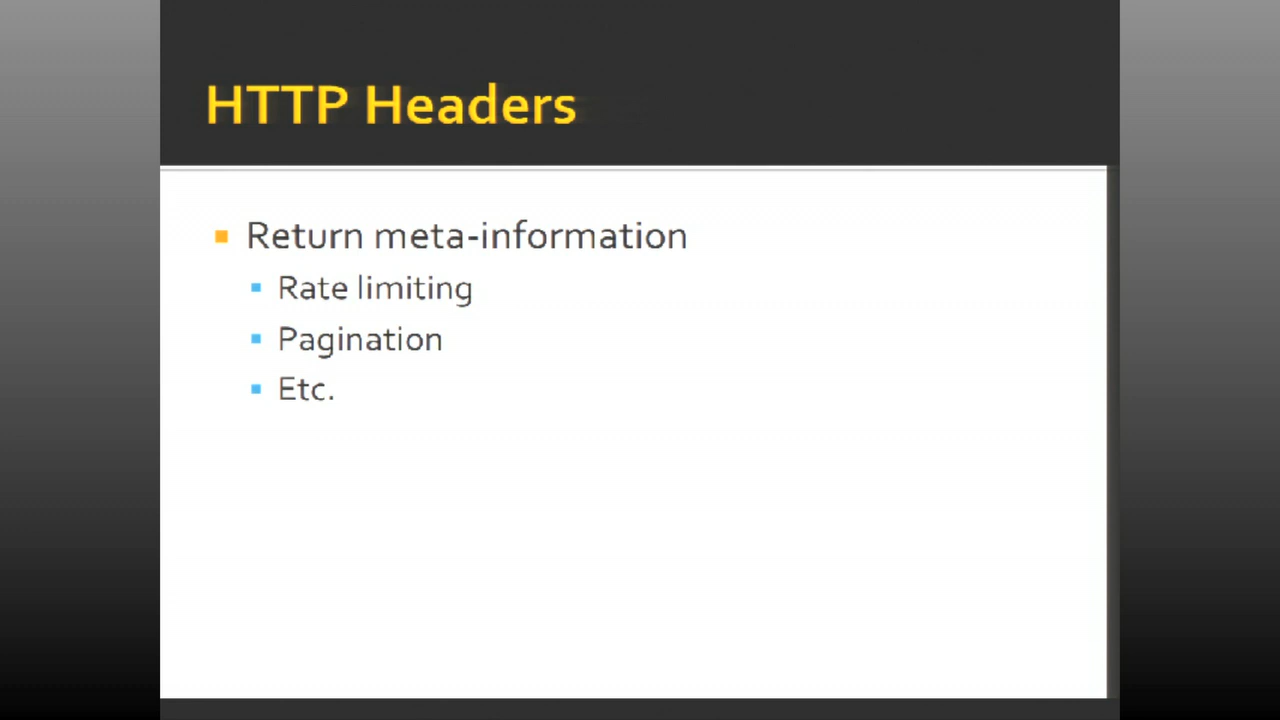 HTTP Headers
Return meta-information
Rate limiting
Pagination
Etc.